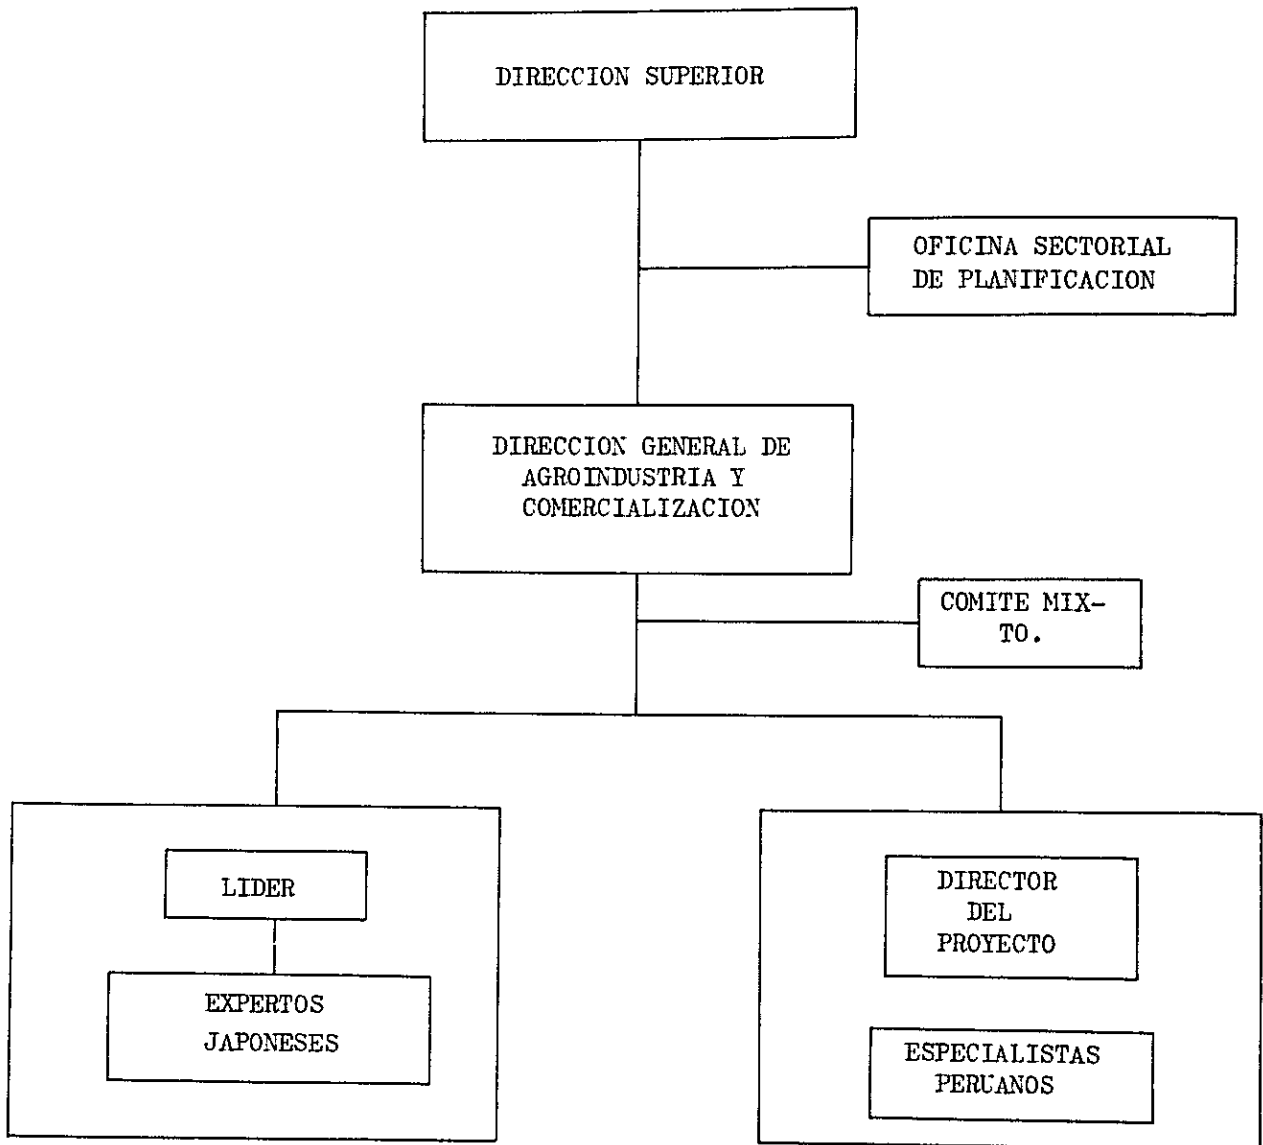 DIRECCION SUPERIOR
OFICINA SECTORIAL
DE PLANIFICACION
DIRECCION GENERAL DE
AGROINDUSTRIA Y
COMERCIALIZACION
COMITE MIX-
TO.
LIDER
EXPERTOS
JAPONESES
DIRECTOR
DEL
PROYECTO
ESPECIALISTAS
PERUANOS